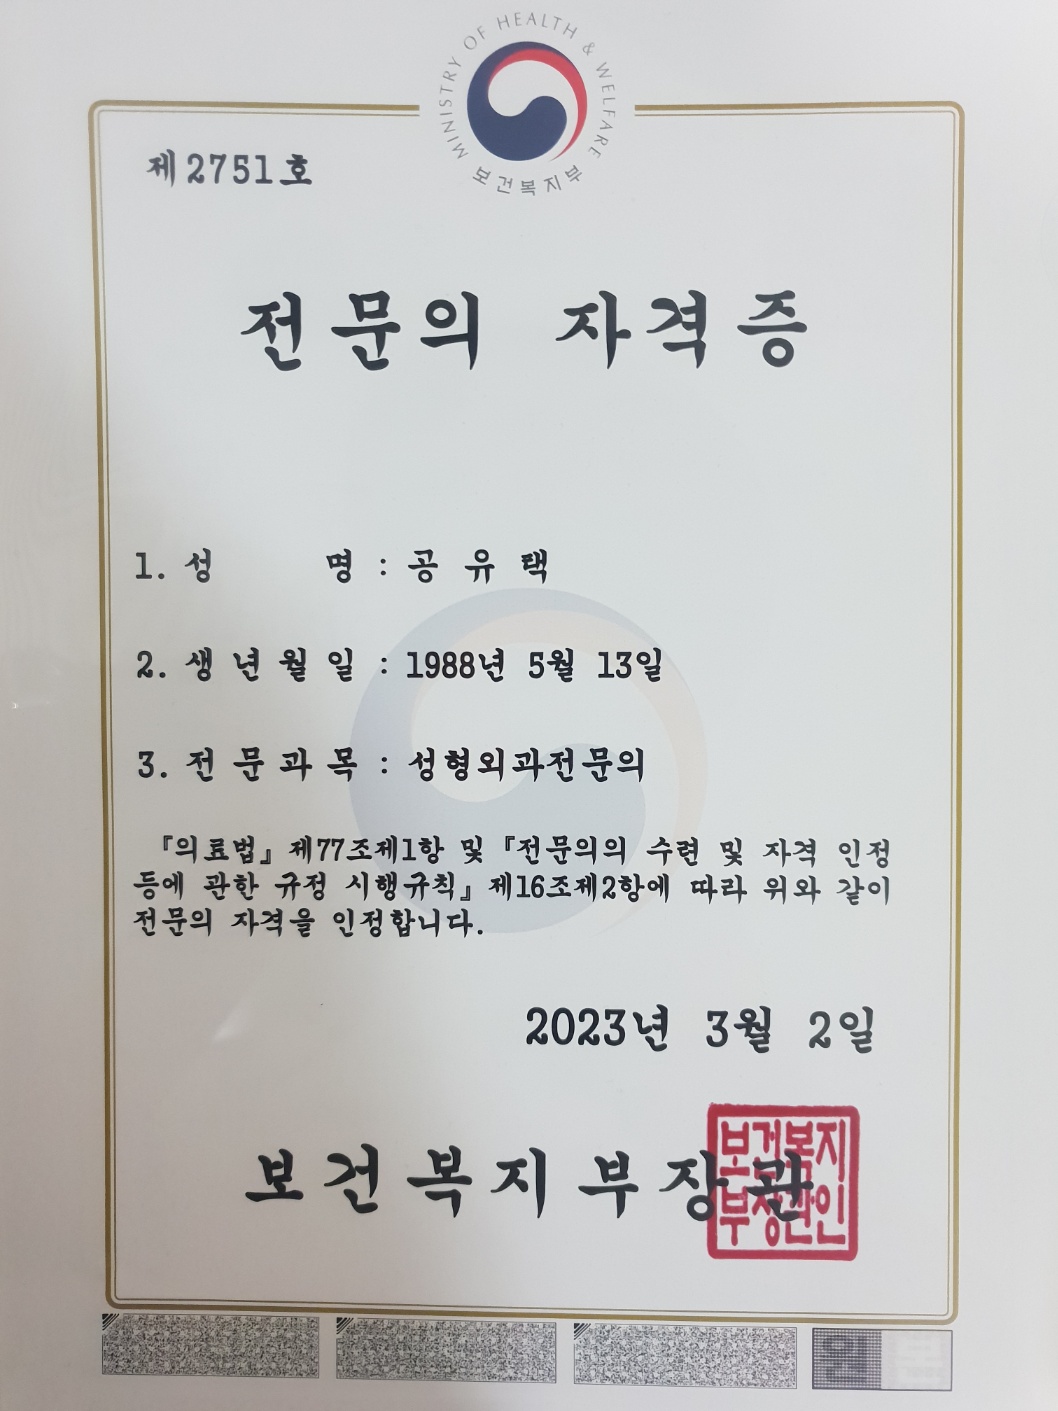 MINISTRY OF HEALTH & WELFARE
보건복지부
제2751호
전문의 자격증
1. 성 명 : 공 유 택
2. 생 년 월 일 : 1988년 5월 13일
3. 전 문 과 목 : 성형외과전문의
『의료법』 제77조제1항 및 『전문의의 수련 및 자격 인정
등에 관한 규정 시행규칙』 제16조제2항에 따라 위와 같이
전문의 자격을 인정합니다.
2023년 3월 2일
보건복지부장관
보건복지
부장관인